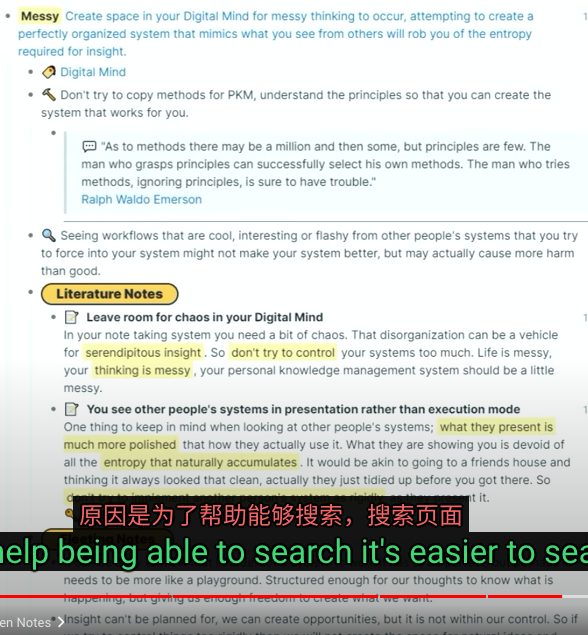 Messy Create space in your Digital Mind for messy thinking to occur, attempting to create a
perfectly organized system that mimics what you see from others will rob you of the entropy
required for insight.
Digital Mind
Don't try to copy methods for PKM, understand the principles so that you can create the
system that works for you.
"As to methods there may be a million and then some, but principles are few. The
man who grasps principles can successfully select his own methods. The man who tries
methods, ignoring principles, is sure to have trouble."
Ralph Waldo Emerson
Seeing workflows that are cool, interesting or flashy from other people's systems that you try
to force into your system might not make your system better, but may actually cause more harm
than good.
Literature Notes
Leave room for chaos in your Digital Mind
In your note taking system you need a bit of chaos. That disorganization can be a vehicle
for serendipitous insight. So don't try to control your systems too much. Life is messy,
your thinking is messy, your personal knowledge management system should be a little
messy.
You see other people's systems in presentation rather than execution mode
One thing to keep in mind when looking at other people's systems; what they present is
much more polished that how they actually use it. What they are showing you is devoid of
all the entropy that naturally accumulates. It would be akin to going to a friends house and
thinking it always looked that clean, actually they just tidied up before you got there. So
it.
原因是为了帮助能够搜索，搜索页面
help being able to search it's easier to sea
needs to be more like a playground. Structured enough for our thoughts to know what is
happening, but giving us enough freedom to create what we want.
Insight can't be planned for, we can create opportunities, but it is not within our control. So if
en Notes